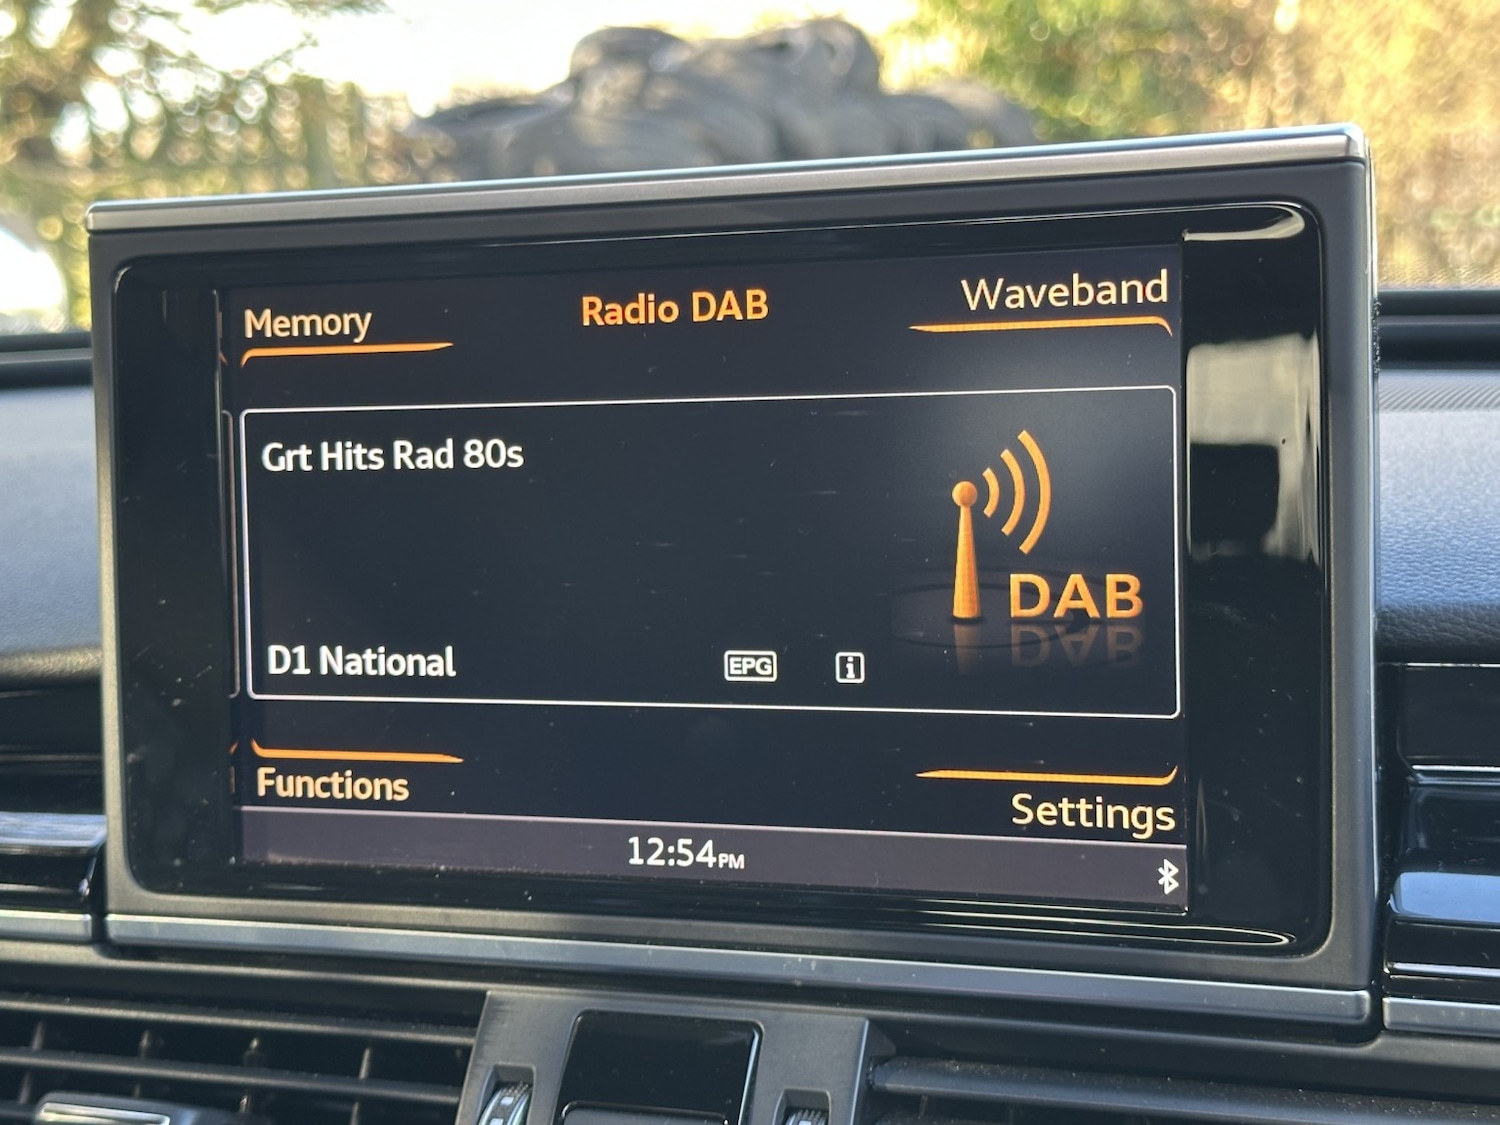 Memory
Radio DAB
Waveband
Grt Hits Rad 80s
DAB
D1 National
EPG
i
Functions
Settings
12:54PM